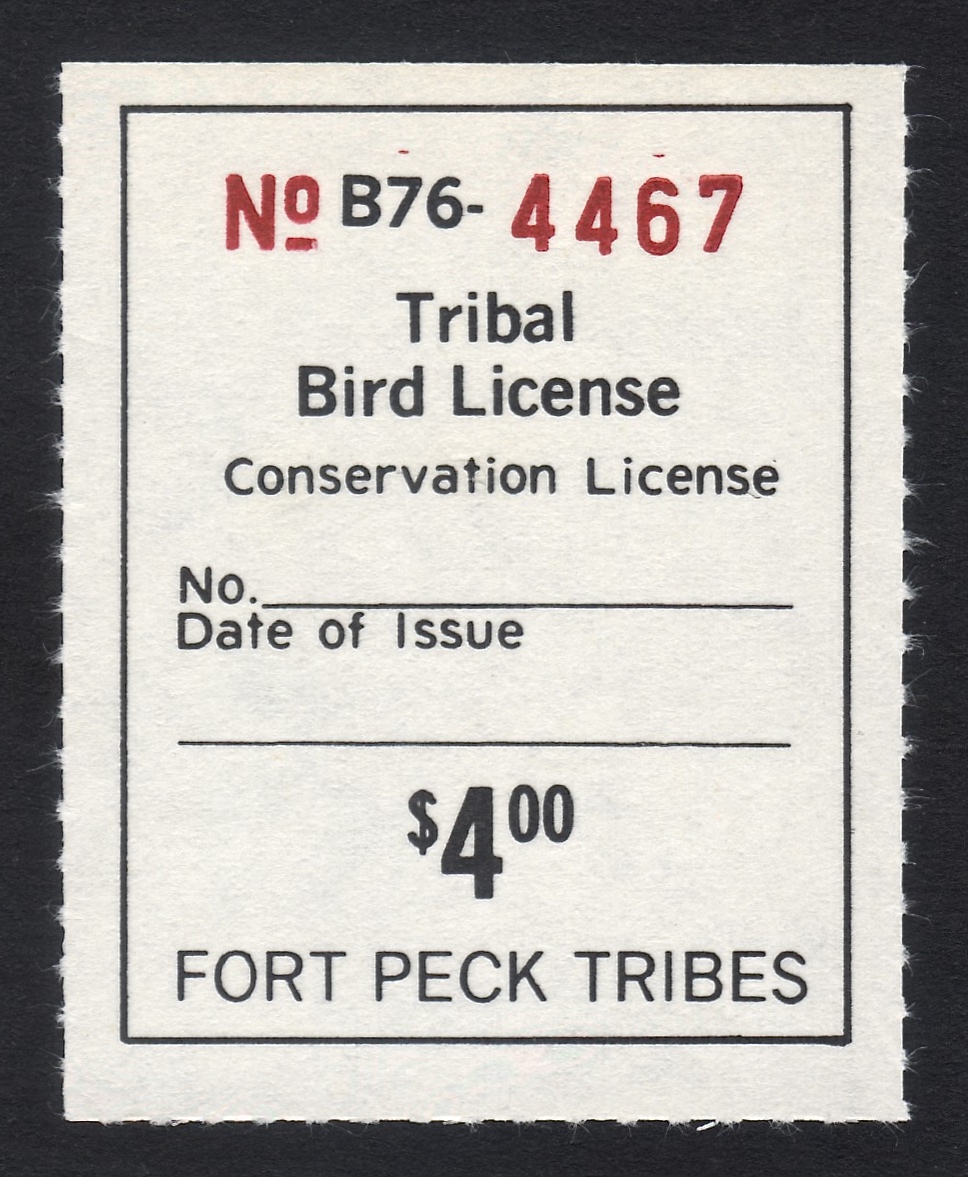 Nº B76- 4467
Tribal
Bird License
Conservation License
No.
Date of Issue
$4.00
FORT PECK TRIBES